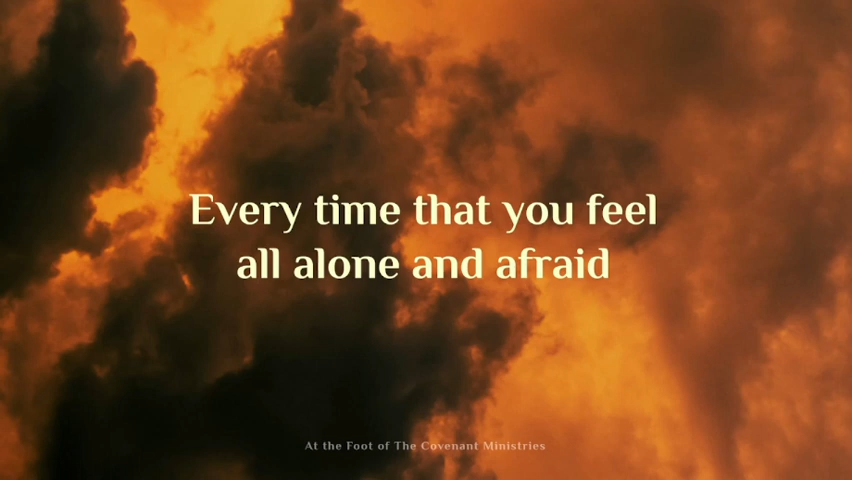 Every time that you feel
all alone and afraid
At the Foot of The Covenant Ministries